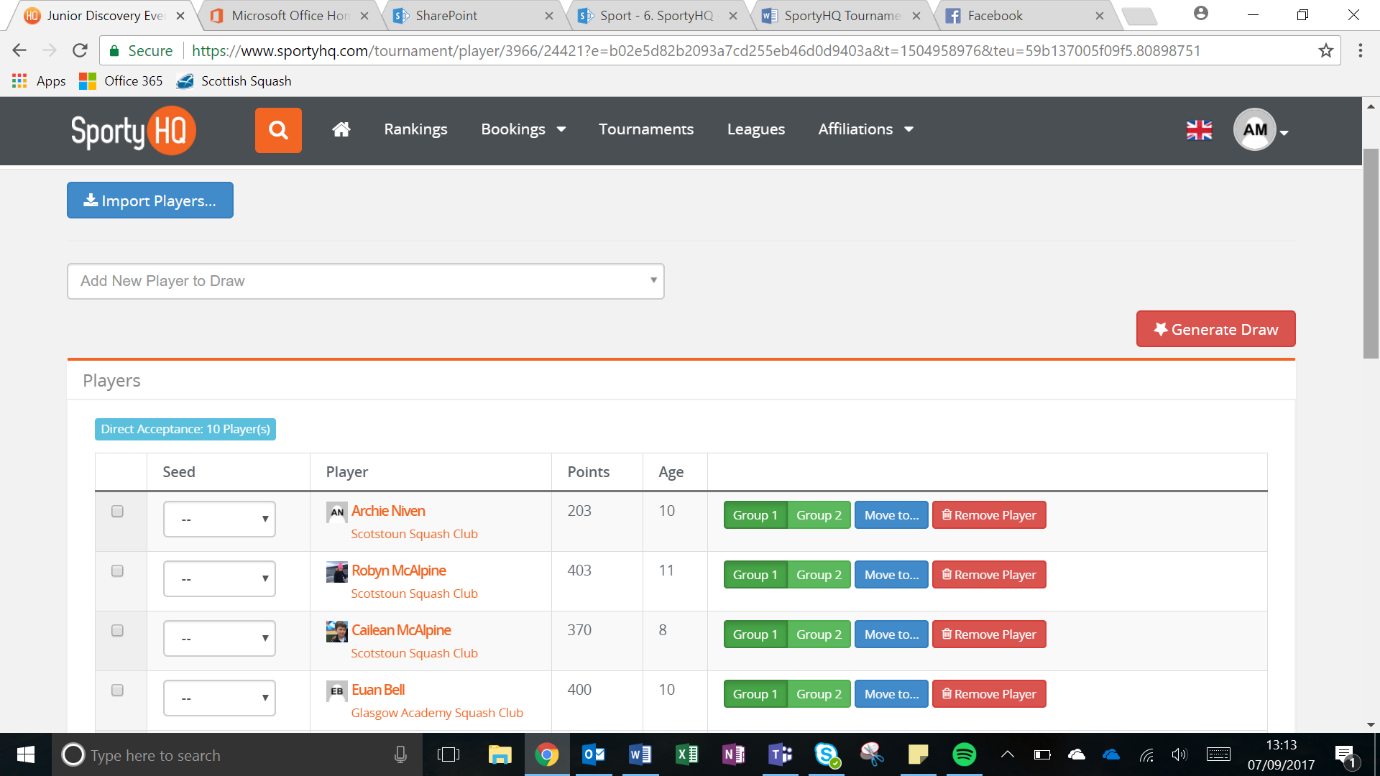 Junior Discovery Eve
Microsoft Office Hon
SharePoint
Sport - 6. SportyHQ
SportyHQ Tourname
Facebook
Secure https://www.sportyhq.com/tournament/player/3966/24421?e=b02e5d82b2093a7cd255eb46d0d9403a&t=1504958976&teu=59b137005f09f5.80898751
Apps Office 365 Scottish Squash
SportyHQ Rankings Bookings Tournaments Leagues Affiliations AM
Import Players...
Add New Player to Draw
Generate Draw
Players
Direct Acceptance: 10 Player(s)
Seed Player Points Age
-- AN Archie Niven 203 10 Group 1 Group 2 Move to... Remove Player
Scotstoun Squash Club
-- Robyn McAlpine 403 11 Group 1 Group 2 Move to... Remove Player
Scotstoun Squash Club
-- Cailean McAlpine 370 8 Group 1 Group 2 Move to... Remove Player
Scotstoun Squash Club
-- EB Euan Bell 400 10 Group 1 Group 2 Move to... Remove Player
Glasgow Academy Squash Club
Type here to search
13:13
07/09/2017
1